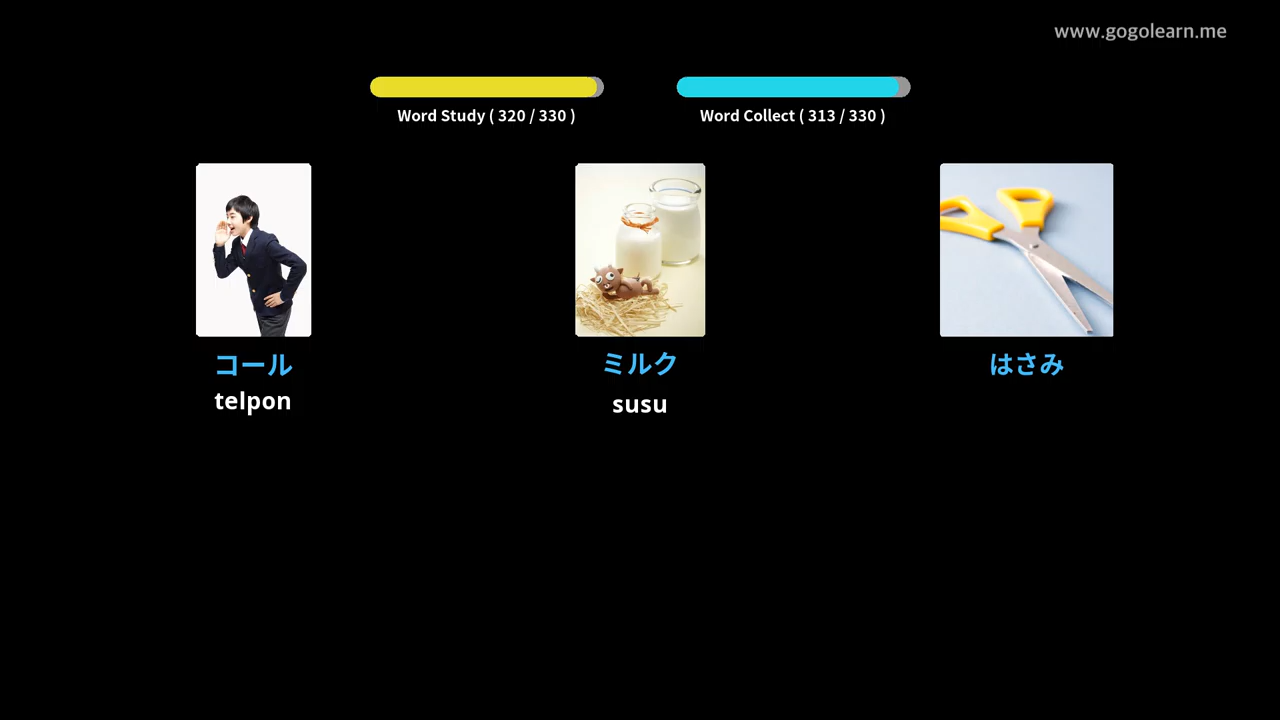 www.gogolearn.me
Word Study ( 320 / 330 )
Word Collect ( 313 / 330 )
コール
telpon
ミルク
susu
はさみ